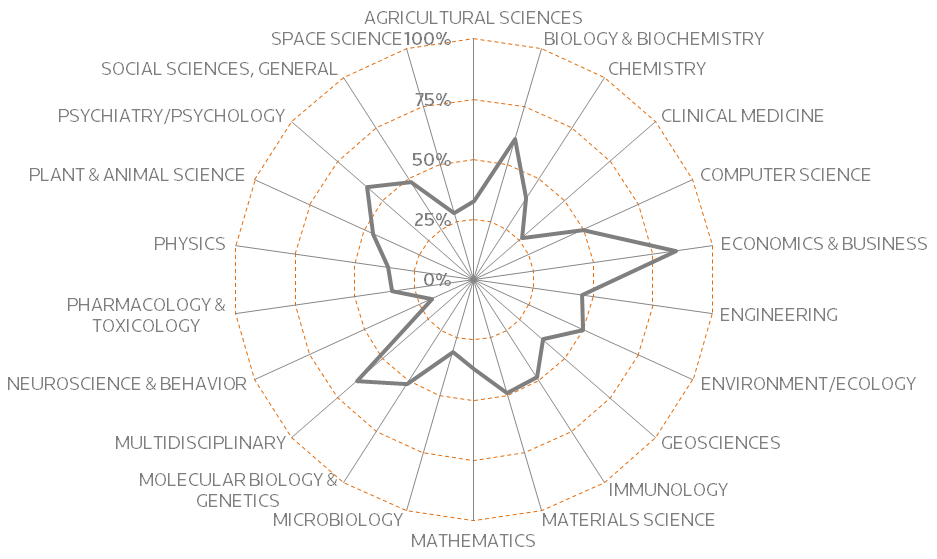 AGRICULTURAL SCIENCES
SPACE SCIENCE
100%
BIOLOGY & BIOCHEMISTRY
SOCIAL SCIENCES, GENERAL
CHEMISTRY
75%
PSYCHIATRY/PSYCHOLOGY
CLINICAL MEDICINE
50%
PLANT & ANIMAL SCIENCE
COMPUTER SCIENCE
25%
PHYSICS
ECONOMICS & BUSINESS
0%
PHARMACOLOGY &
TOXICOLOGY
ENGINEERING
NEUROSCIENCE & BEHAVIOR
ENVIRONMENT/ECOLOGY
MULTIDISCIPLINARY
GEOSCIENCES
MOLECULAR BIOLOGY &
GENETICS
IMMUNOLOGY
MICROBIOLOGY
MATERIALS SCIENCE
MATHEMATICS